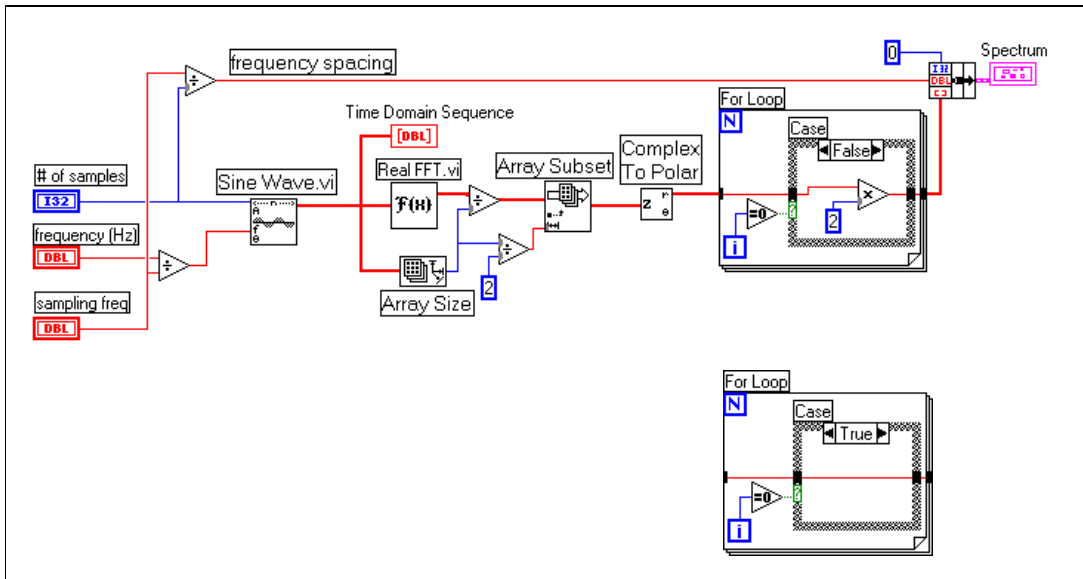 frequency spacing
0
Spectrum
I32
DBL
[ ]
Time Domain Sequence
[DBL]
For Loop
N
Case
False
Complex
To Polar
Array Subset
Real FFT.vi
Sine Wave.vi
# of samples
I32
n
A
f
θ
F(x)
z
r
θ
=0
?
×
2
i
frequency (Hz)
DBL
÷
÷
÷
÷
2
Array Size
sampling freq
DBL
For Loop
N
Case
True
=0
?
i